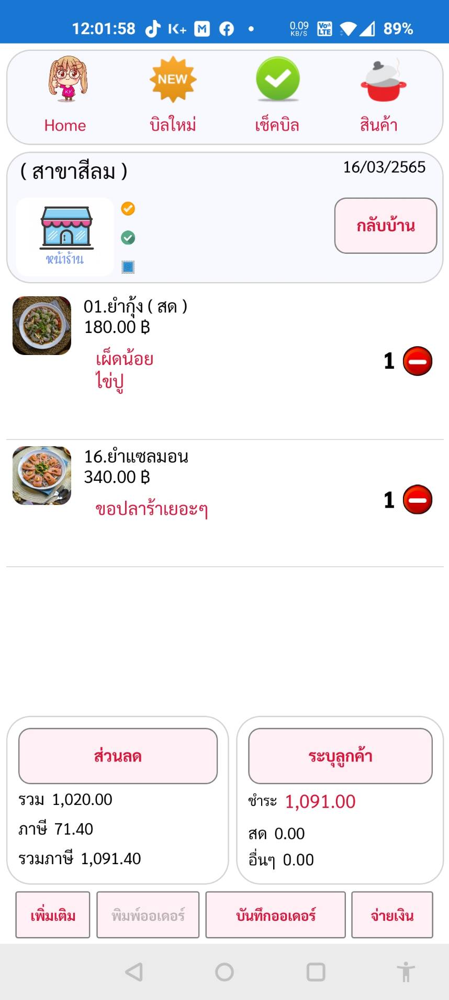 12:01:58 K+ M 0.09 KB/S VoLTE 89%
KY NEW
Home บิลใหม่ เช็คบิล สินค้า
( สาขาสีลม ) 16/03/2565
กลับบ้าน
หน้าร้าน
01.ยำกุ้ง ( สด )
180.00 ฿
เผ็ดน้อย
1
ไข่ปู
16.ยำแซลมอน
340.00 ฿
1
ขอปลาร้าเยอะๆ
ส่วนลด ระบุลูกค้า
รวม 1,020.00 ชำระ 1,091.00
ภาษี 71.40 สด 0.00
รวมภาษี 1,091.40 อื่นๆ 0.00
เพิ่มเติม พิมพ์ออเดอร์ บันทึกออเดอร์ จ่ายเงิน